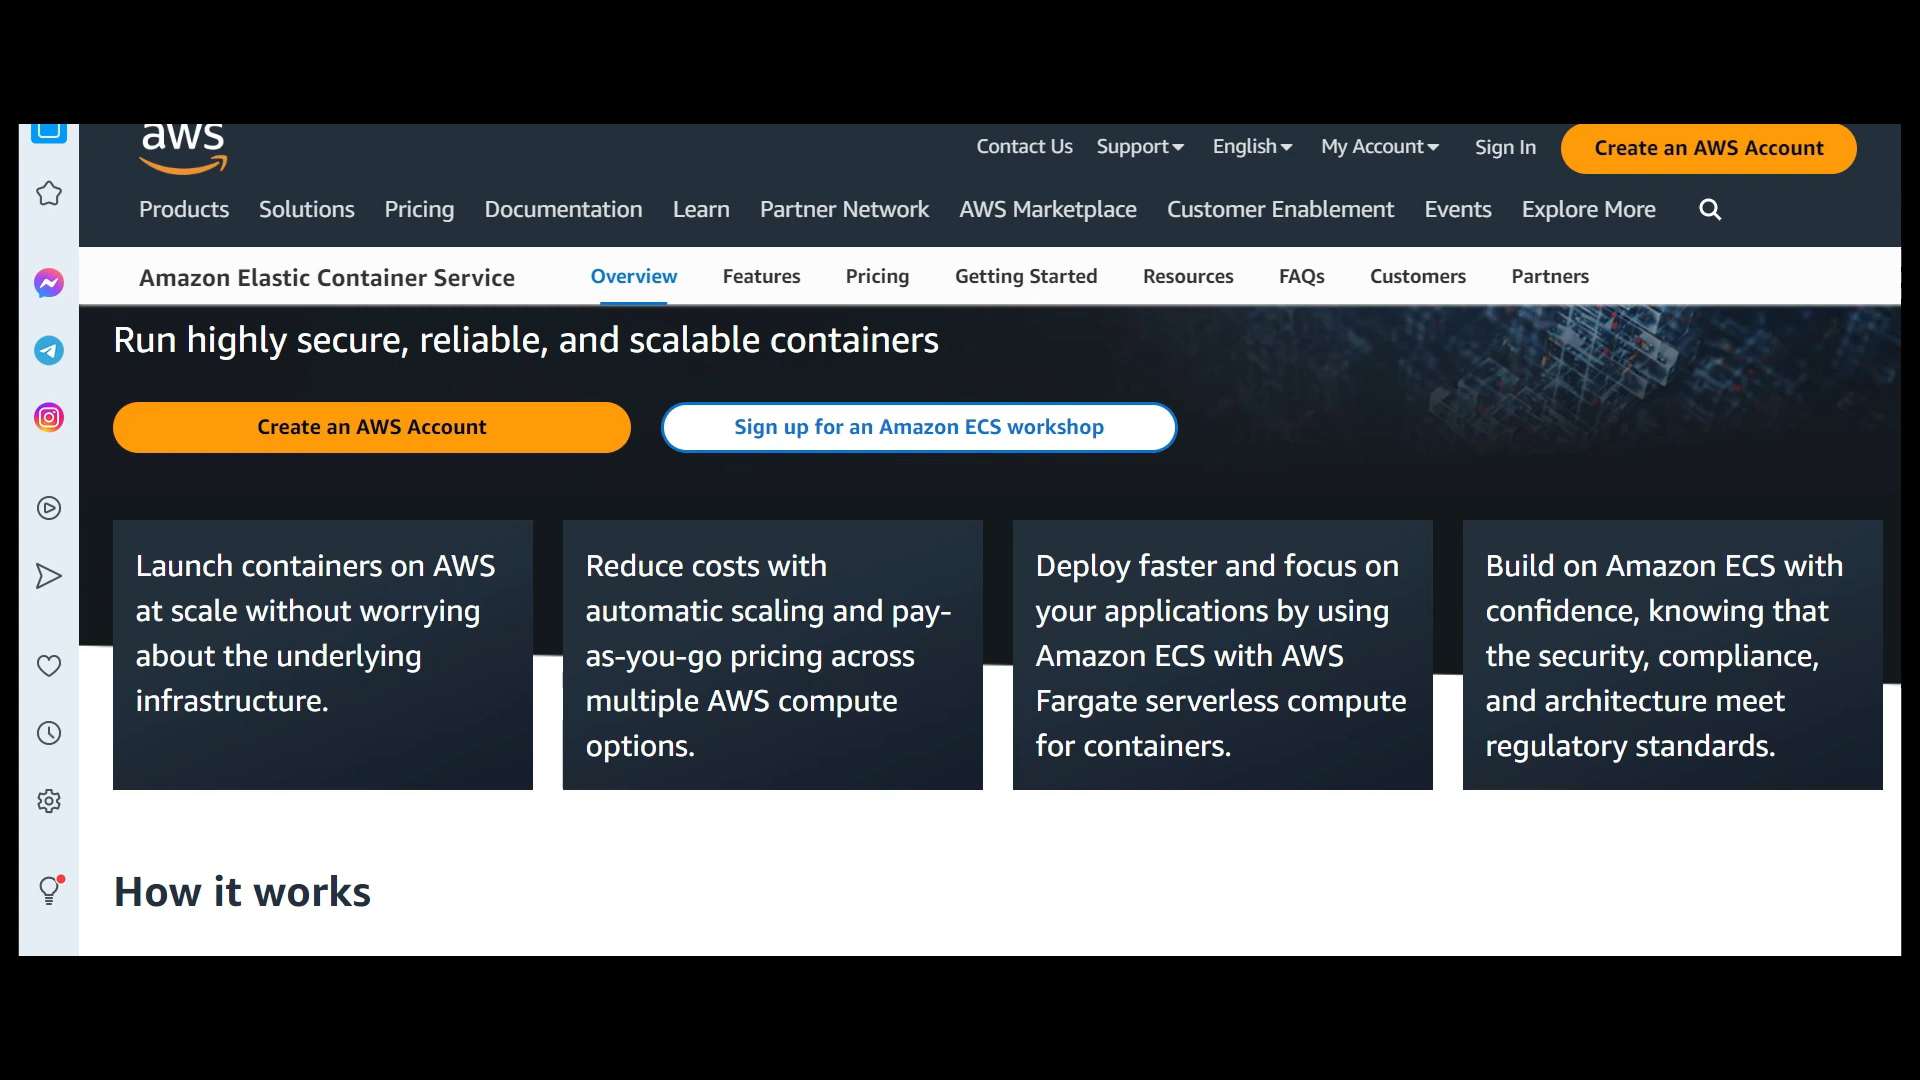 aws
Contact Us Support English My Account Sign In Create an AWS Account
Products Solutions Pricing Documentation Learn Partner Network AWS Marketplace Customer Enablement Events Explore More
Amazon Elastic Container Service Overview Features Pricing Getting Started Resources FAQs Customers Partners
Run highly secure, reliable, and scalable containers
Create an AWS Account Sign up for an Amazon ECS workshop
Launch containers on AWS
at scale without worrying
about the underlying
infrastructure.
Reduce costs with
automatic scaling and pay-
as-you-go pricing across
multiple AWS compute
options.
Deploy faster and focus on
your applications by using
Amazon ECS with AWS
Fargate serverless compute
for containers.
Build on Amazon ECS with
confidence, knowing that
the security, compliance,
and architecture meet
regulatory standards.
How it works